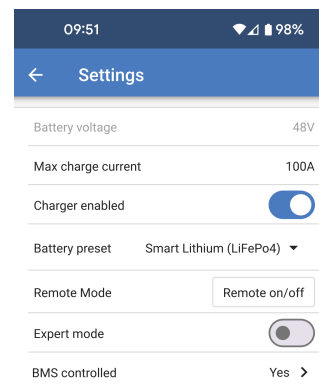 09:51 98%
Settings
Battery voltage 48V
Max charge current 100A
Charger enabled
Battery preset Smart Lithium (LiFePo4)
Remote Mode Remote on/off
Expert mode
BMS controlled Yes